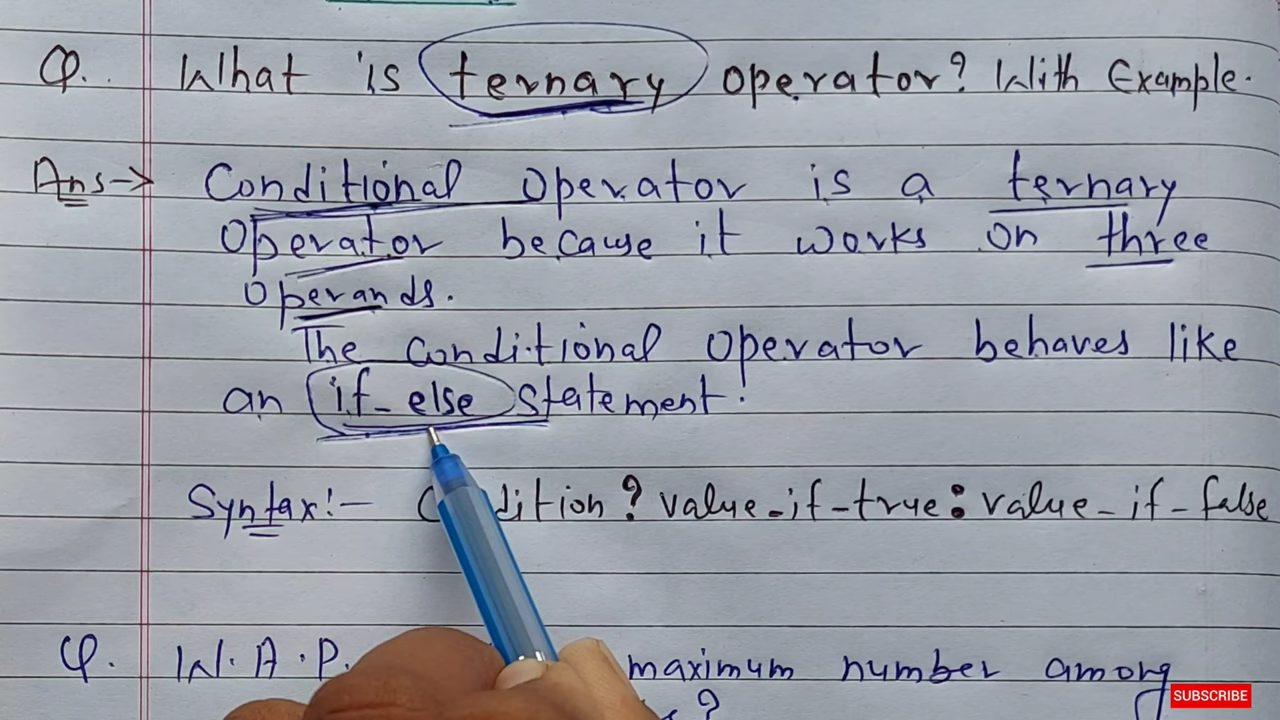 Q. What is ternary operator? With Example.
Ans→ Conditional operator is a ternary
operator because it works on three
operands.
The conditional operator behaves like
an if-else statement.
Syntax:- dition? value-if-true: value-if-false
Q. W.A.P. maximum number among
?
SUBSCRIBE